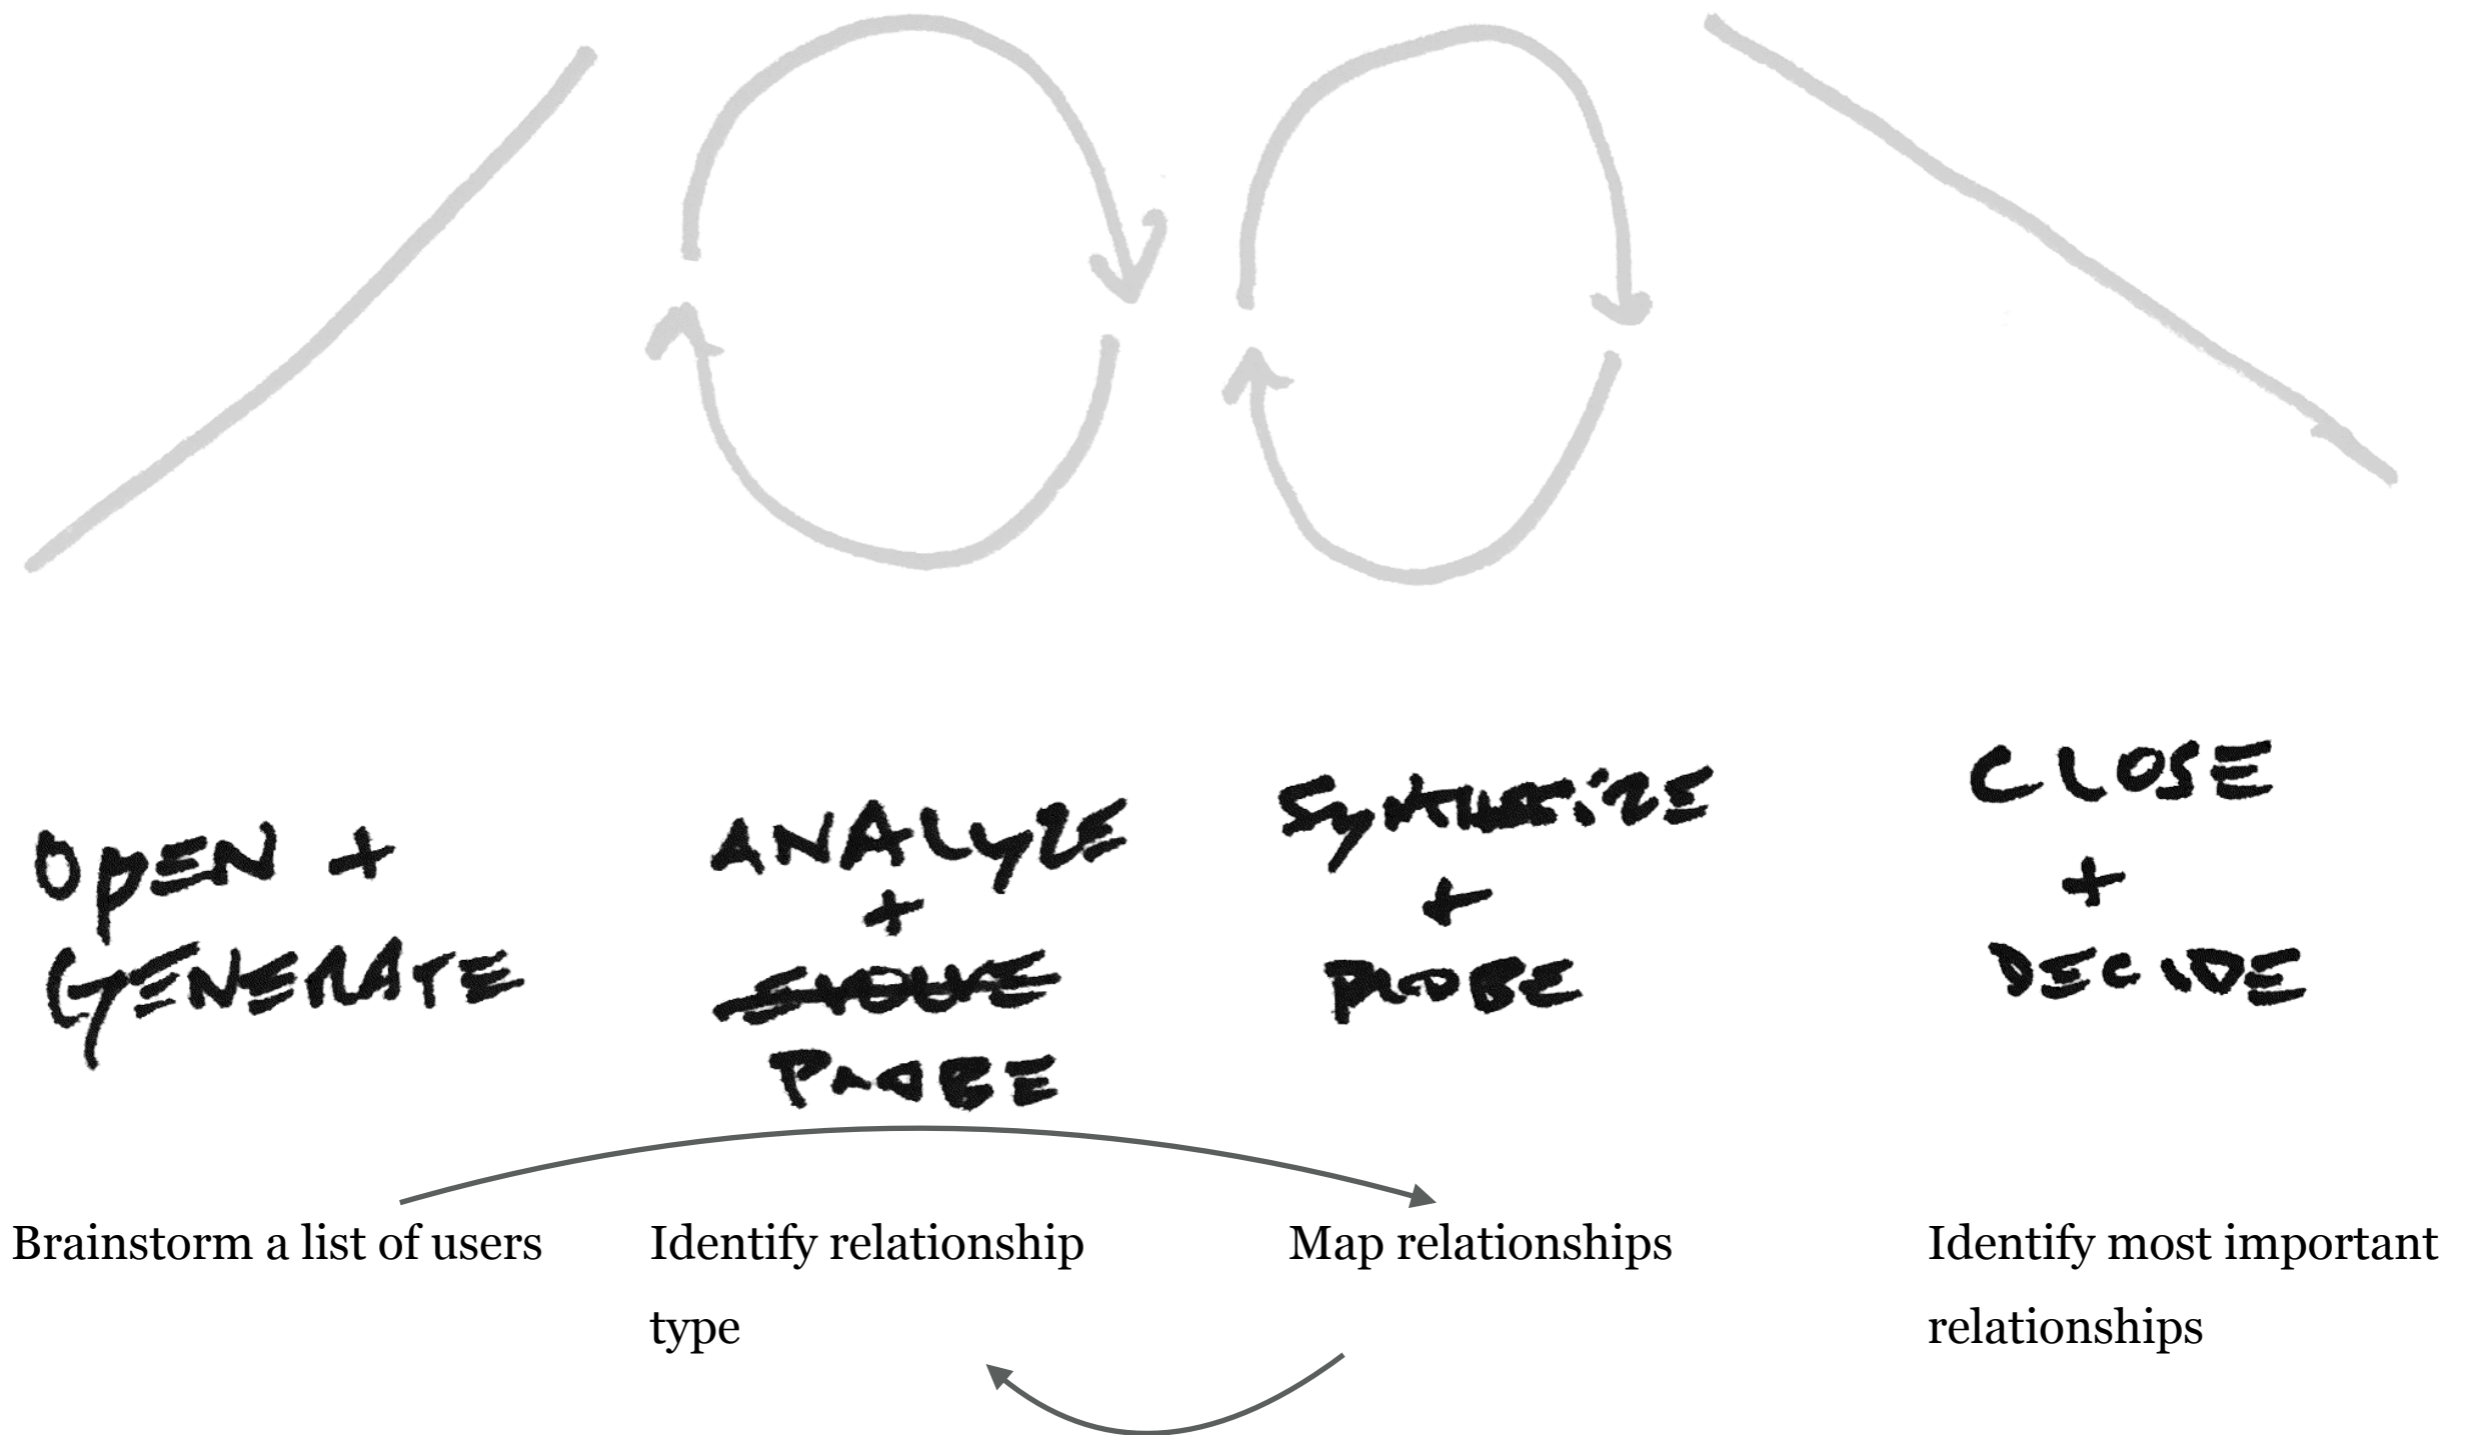 OPEN +
GENERATE
ANALYZE
+
EVOLVE
PROBE
SYNTHESIZE
+
PROBE
CLOSE
+
DECIDE
Brainstorm a list of users
Identify relationship
type
Map relationships
Identify most important
relationships